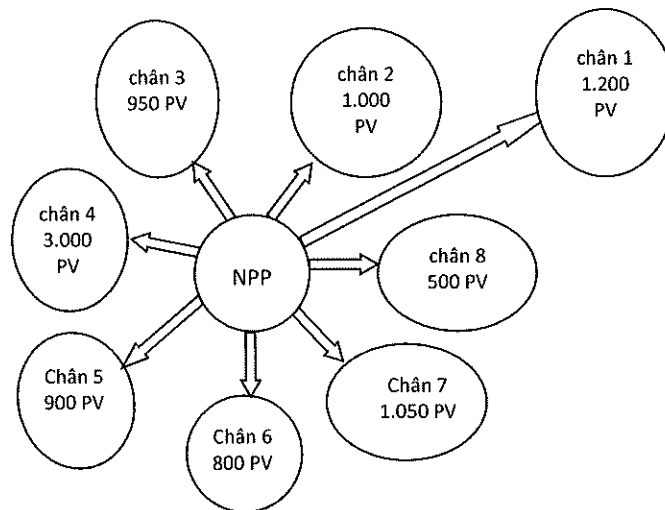 chân 3
950 PV
chân 2
1.000
PV
chân 1
1.200
PV
chân 4
3.000
PV
NPP
chân 8
500 PV
Chân 5
900 PV
Chân 7
1.050 PV
Chân 6
800 PV